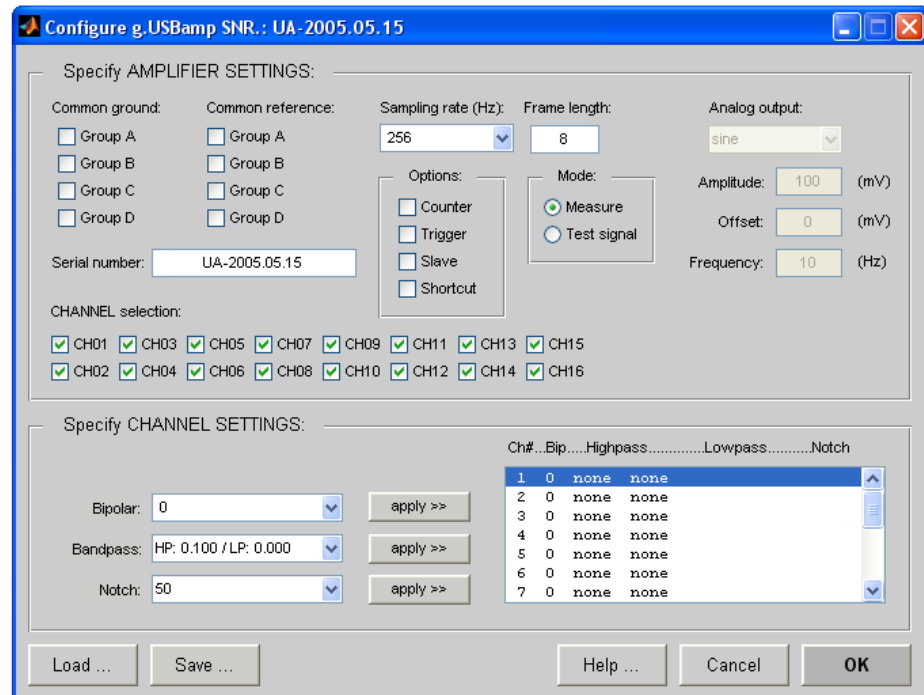 Configure g.USBamp SNR.: UA-2005.05.15
Specify AMPLIFIER SETTINGS:
Common ground: Common reference: Sampling rate (Hz): Frame length: Analog output:
Group A Group A 256 8 sine
Group B Group B Options: Mode: Amplitude: 100 (mV)
Group C Group C Counter Measure
Group D Group D Trigger Test signal Offset: 0 (mV)
Serial number: UA-2005.05.15 Slave Frequency: 10 (Hz)
Shortcut
CHANNEL selection:
CH01 CH03 CH05 CH07 CH09 CH11 CH13 CH15
CH02 CH04 CH06 CH08 CH10 CH12 CH14 CH16
Specify CHANNEL SETTINGS:
Ch#...Bip.....Highpass.............Lowpass..........Notch
1 0 none none
2 0 none none
3 0 none none
4 0 none none
5 0 none none
6 0 none none
7 0 none none
Bipolar: 0 apply >>
Bandpass: HP: 0.100 / LP: 0.000 apply >>
Notch: 50 apply >>
Load ... Save ... Help ... Cancel OK